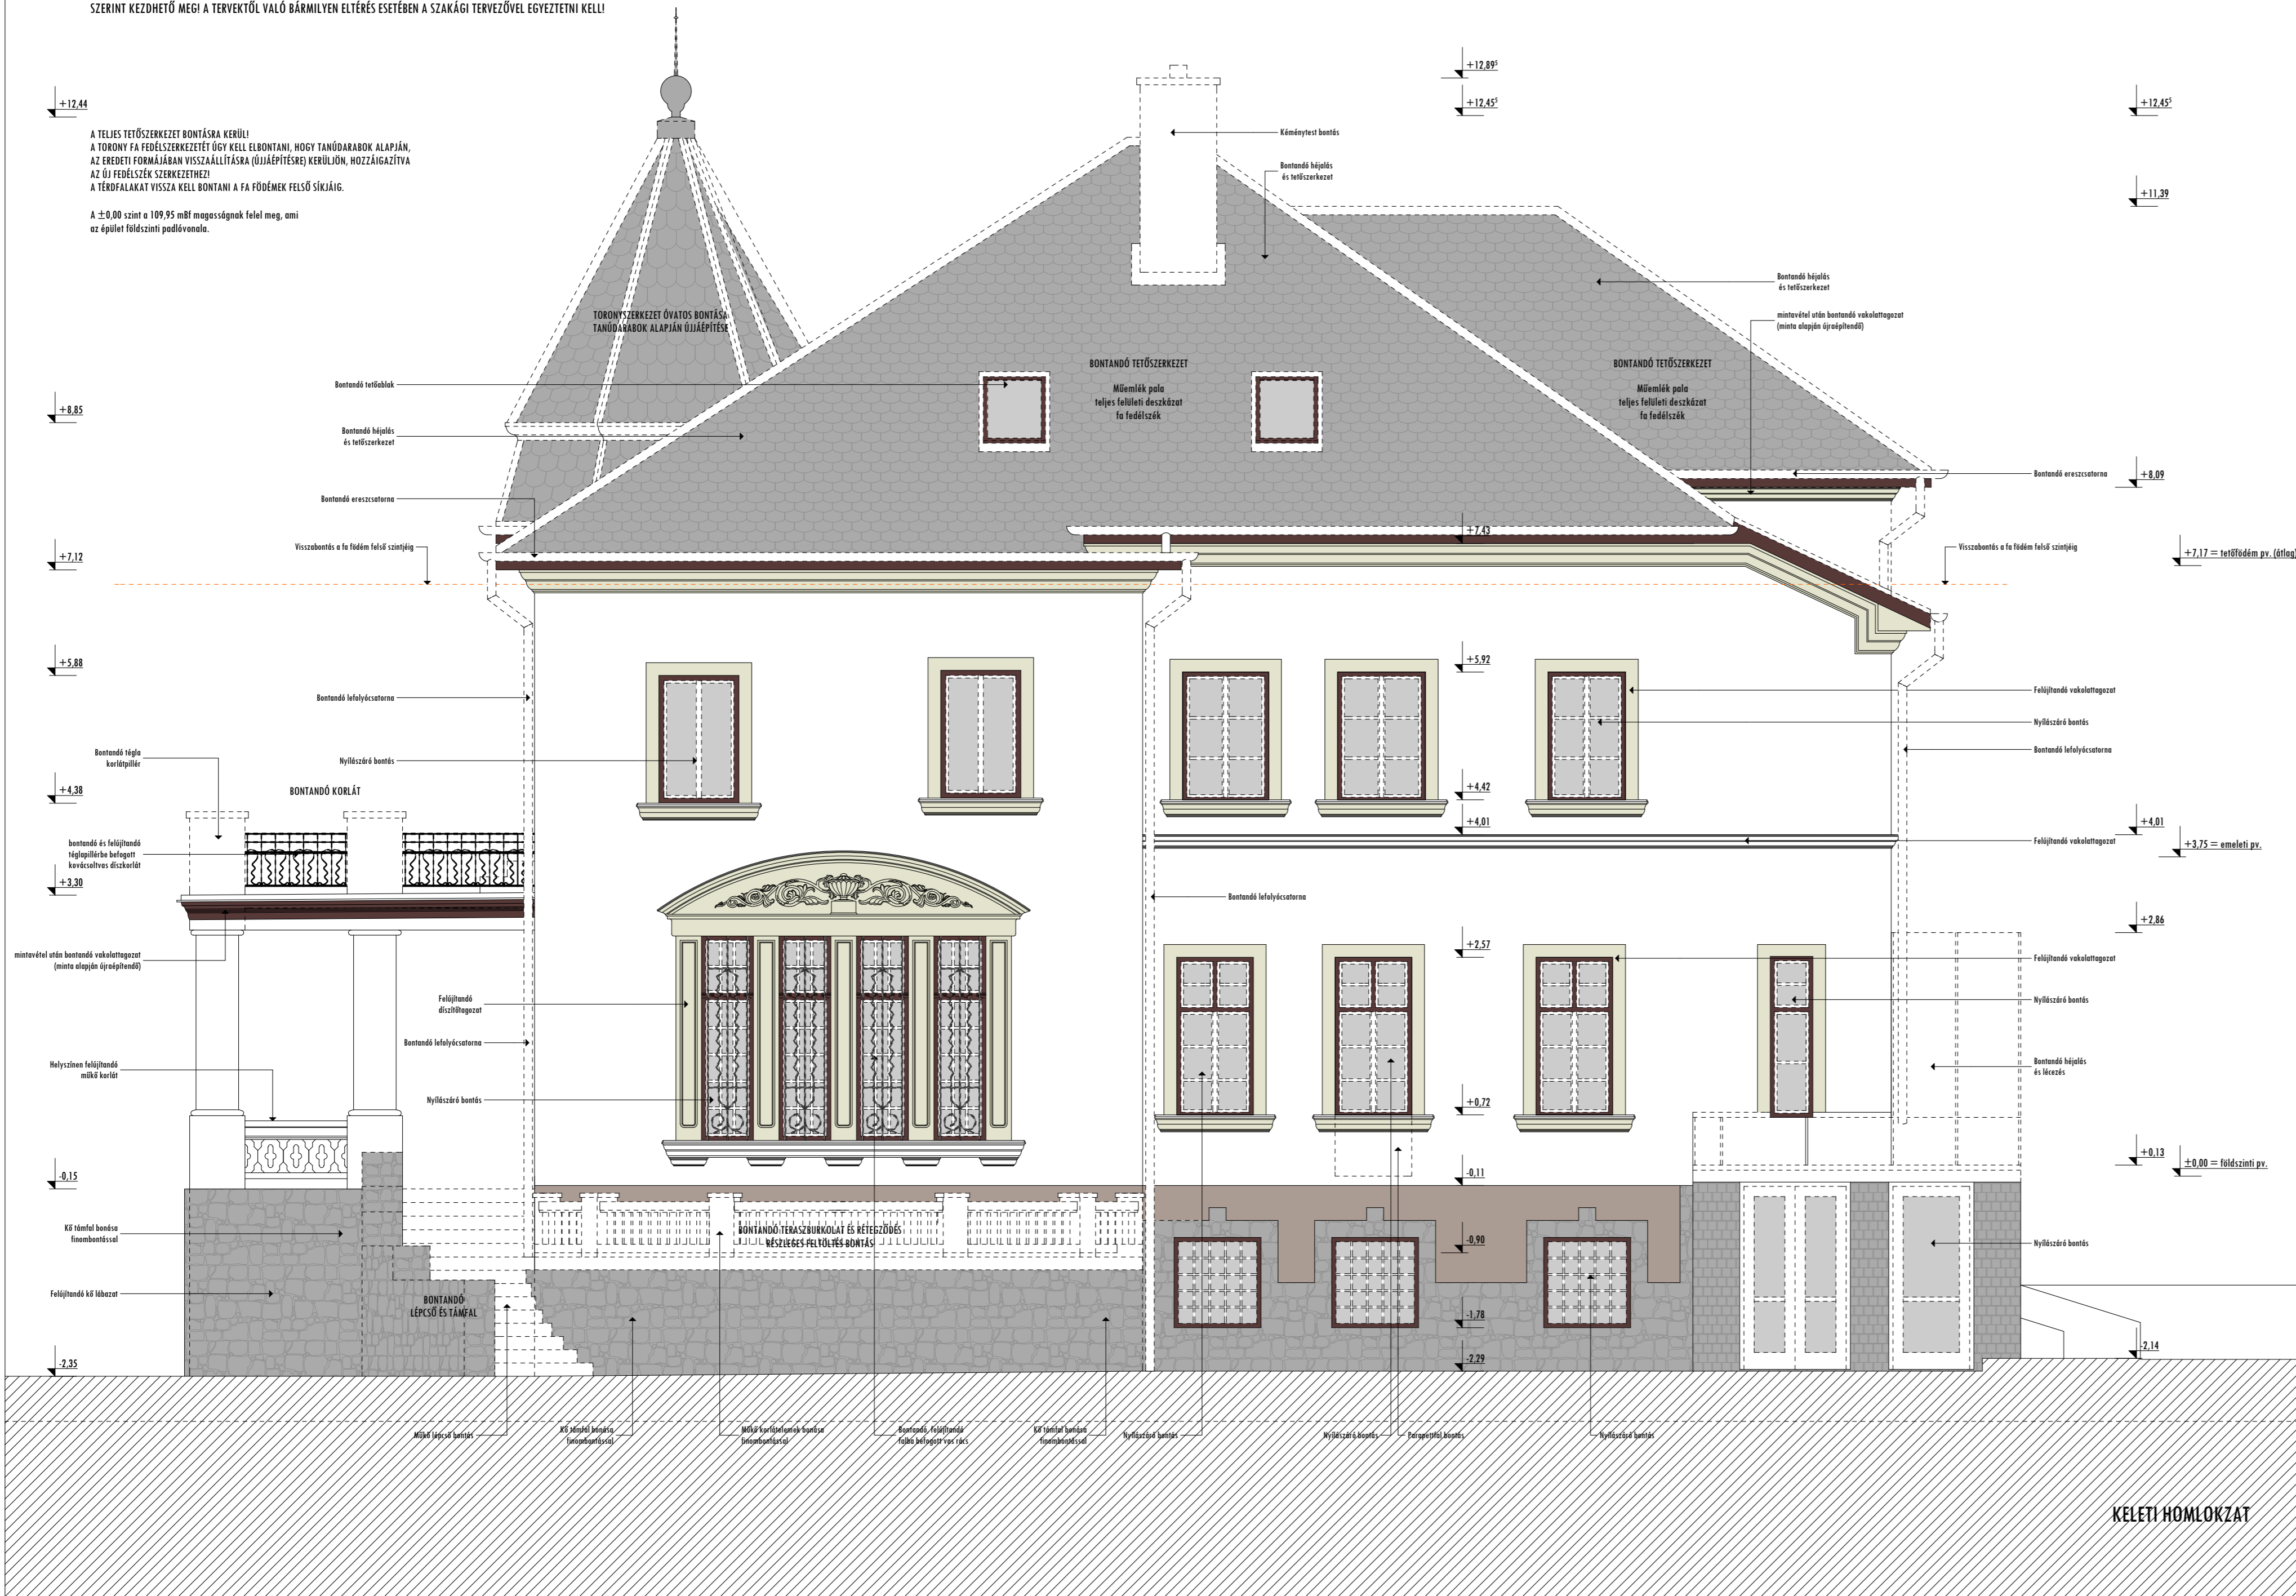 SZERINT KEZDHETŐ MEG! A TERVEKTŐL VALÓ BÁRMILYEN ELTÉRÉS ESETÉBEN A SZAKÁGI TERVEZŐVEL EGYEZTETNI KELL!
+12,44
+12,89⁵
+12,45⁵
+12,45⁵
A TELJES TETŐSZERKEZET BONTÁSRA KERÜL!
A TORONY FA FEDÉLSZERKEZETÉT ÚGY KELL ELBONTANI, HOGY TANÚDARABOK ALAPJÁN,
AZ EREDETI FORMÁJÁBAN VISSZAÁLLÍTÁSRA (ÚJJÁÉPÍTÉSRE) KERÜLJÖN, HOZZÁIGAZÍTVA
AZ ÚJ FEDÉLSZÉK SZERKEZETHEZ!
A TÉRDFALAKAT VISSZA KELL BONTANI A FA FÖDÉMEK FELSŐ SÍKJÁIG.
A ±0,00 szint a 109,95 mBf magasságnak felel meg, ami
az épület földszinti padlóvonala.
Kéménytest bontás
Bontandó héjalás
és tetőszerkezet
+11,39
Bontandó héjalás
és tetőszerkezet
mintavétel után bontandó vakolattagozat
(minta alapján újraépítendő)
TORONYSZERKEZET ÓVATOS BONTÁSA
TANÚDARABOK ALAPJÁN ÚJJÁÉPÍTÉSE
BONTANDÓ TETŐSZERKEZET
Műemlék pala
teljes felületi deszkázat
fa fedélszék
BONTANDÓ TETŐSZERKEZET
Műemlék pala
teljes felületi deszkázat
fa fedélszék
Bontandó tetőablak
+8,85
Bontandó héjalás
és tetőszerkezet
Bontandó ereszcsatorna
+8,09
Bontandó ereszcsatorna
+7,43
Visszabontás a fa födém felső szintjéig
Visszabontás a fa födém felső szintjéig
+7,12
+7,17 = tetőfödém pv. (átlag)
+5,88
+5,92
Bontandó lefolyócsatorna
Felújítandó vakolattagozat
Nyílászáró bontás
Bontandó lefolyócsatorna
Bontandó tégla
korlátpillér
Nyílászáró bontás
+4,38
BONTANDÓ KORLÁT
+4,42
+4,01
+4,01
bontandó és felújítandó
téglapillérbe befogott
kovácsoltvas díszkorlát
Felújítandó vakolattagozat
+3,75 = emeleti pv.
+3,30
Bontandó lefolyócsatorna
+2,86
mintavétel után bontandó vakolattagozat
(minta alapján újraépítendő)
+2,57
Felújítandó vakolattagozat
Felújítandó
díszítőtagozat
Nyílászáró bontás
Bontandó lefolyócsatorna
Helyszínen felújítandó
műkő korlát
Bontandó héjalás
és lécezés
Nyílászáró bontás
+0,72
+0,13
±0,00 = földszinti pv.
-0,15
-0,11
Kő támfal bonása
finombontással
BONTANDÓ TERASZBURKOLAT ÉS RÉTEGZŐDÉS
RÉSZLEGES FELTÖLTÉS BONTÁS
-0,90
Nyílászáró bontás
Felújítandó kő lábazat
BONTANDÓ
LÉPCSŐ ÉS TÁMFAL
-1,78
-2,35
-2,29
-2,14
Műkő lépcső bontás
Kő támfal bonása
finombontással
Műkő korlátelemek bonása
finombontással
Bontandó, felújítandó
falba befogott vas rács
Kő támfal bonása
finombontással
Nyílászáró bontás
Nyílászáró bontás
Parapettfal bontás
Nyílászáró bontás
KELETI HOMLOKZAT